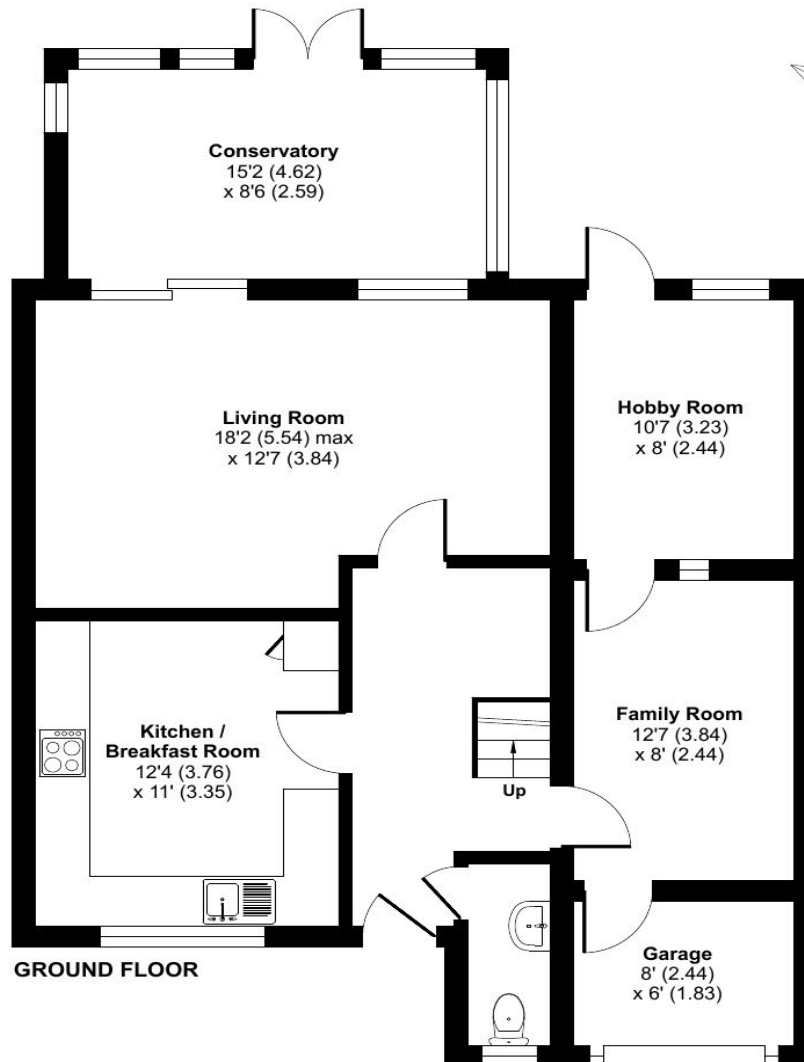 Conservatory
15'2 (4.62)
x 8'6 (2.59)
Living Room
18'2 (5.54) max
x 12'7 (3.84)
Hobby Room
10'7 (3.23)
x 8' (2.44)
Kitchen /
Breakfast Room
12'4 (3.76)
x 11' (3.35)
Family Room
12'7 (3.84)
x 8' (2.44)
Up
Garage
8' (2.44)
x 6' (1.83)
GROUND FLOOR